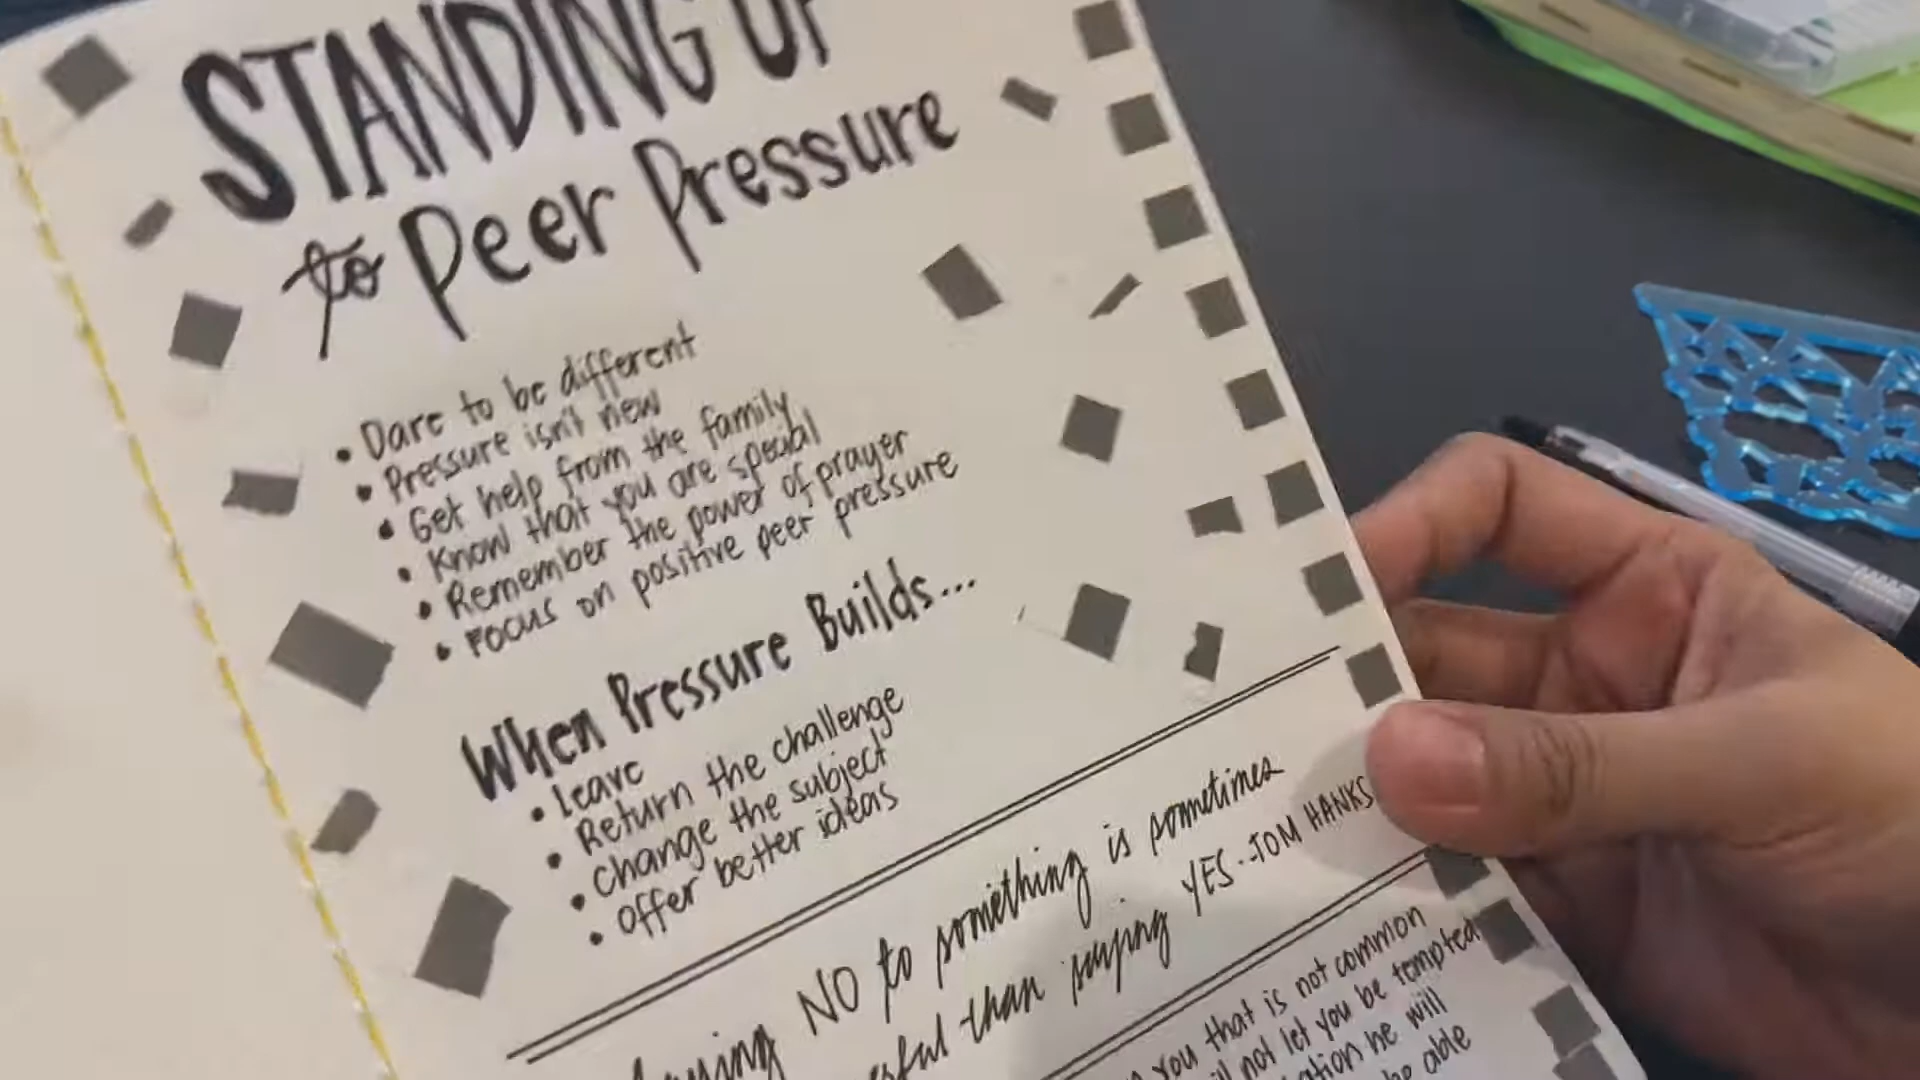 STANDING UP
to Peer Pressure
• Dare to be different
• Pressure isn't new
• Get help from the family
• Know that you are special
• Remember the power of prayer
• Focus on positive peer pressure
When Pressure Builds...
• Leave
• Return the challenge
• Change the subject
• Offer better ideas
NO to something is sometimes
than saying YES--TOM HANKS
you that is not common
not let you be tempted
he will
be able